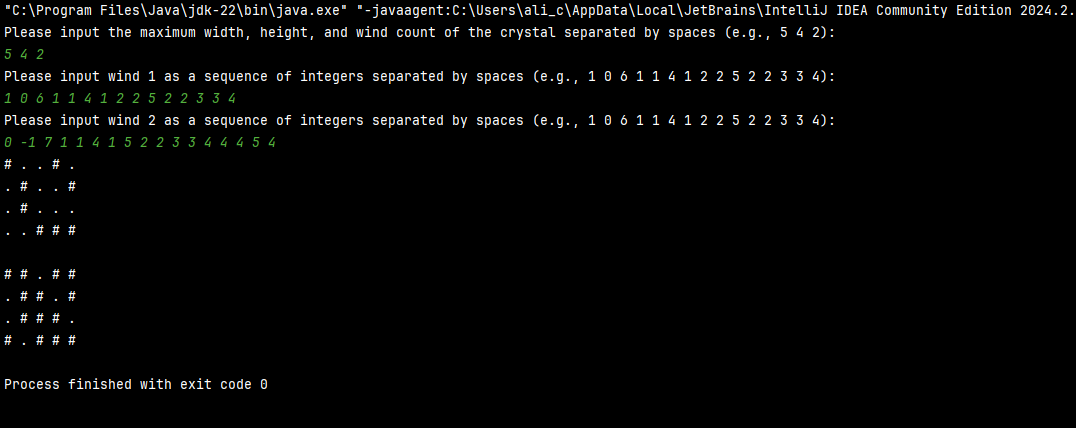 "C:\Program Files\Java\jdk-22\bin\java.exe" "-javaagent:C:\Users\ali_c\AppData\Local\JetBrains\IntelliJ IDEA Community Edition 2024.2.
Please input the maximum width, height, and wind count of the crystal separated by spaces (e.g., 5 4 2):
5 4 2
Please input wind 1 as a sequence of integers separated by spaces (e.g., 1 0 6 1 1 4 1 2 2 5 2 2 3 3 4):
1 0 6 1 1 4 1 2 2 5 2 2 3 3 4
Please input wind 2 as a sequence of integers separated by spaces (e.g., 1 0 6 1 1 4 1 2 2 5 2 2 3 3 4):
0 -1 7 1 1 4 1 5 2 2 3 3 4 4 4 5 4
# . . # .
. # . . #
. # . . .
. . # # #

# # . # #
. # # . #
. # # # .
# . # # #

Process finished with exit code 0